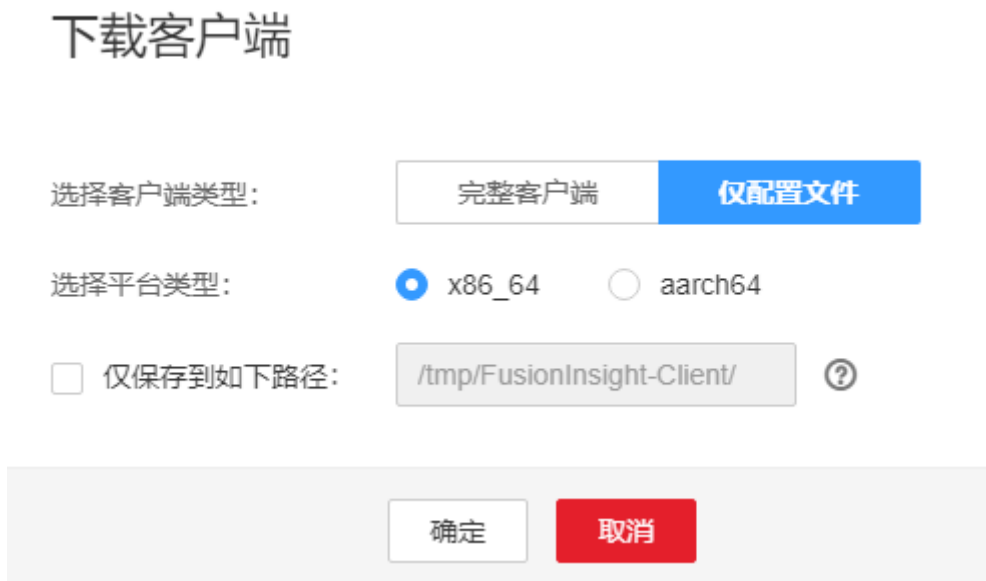 下载客户端
选择客户端类型： 完整客户端 仅配置文件
选择平台类型： x86_64 aarch64
仅保存到如下路径： /tmp/FusionInsight-Client/ ?
确定 取消